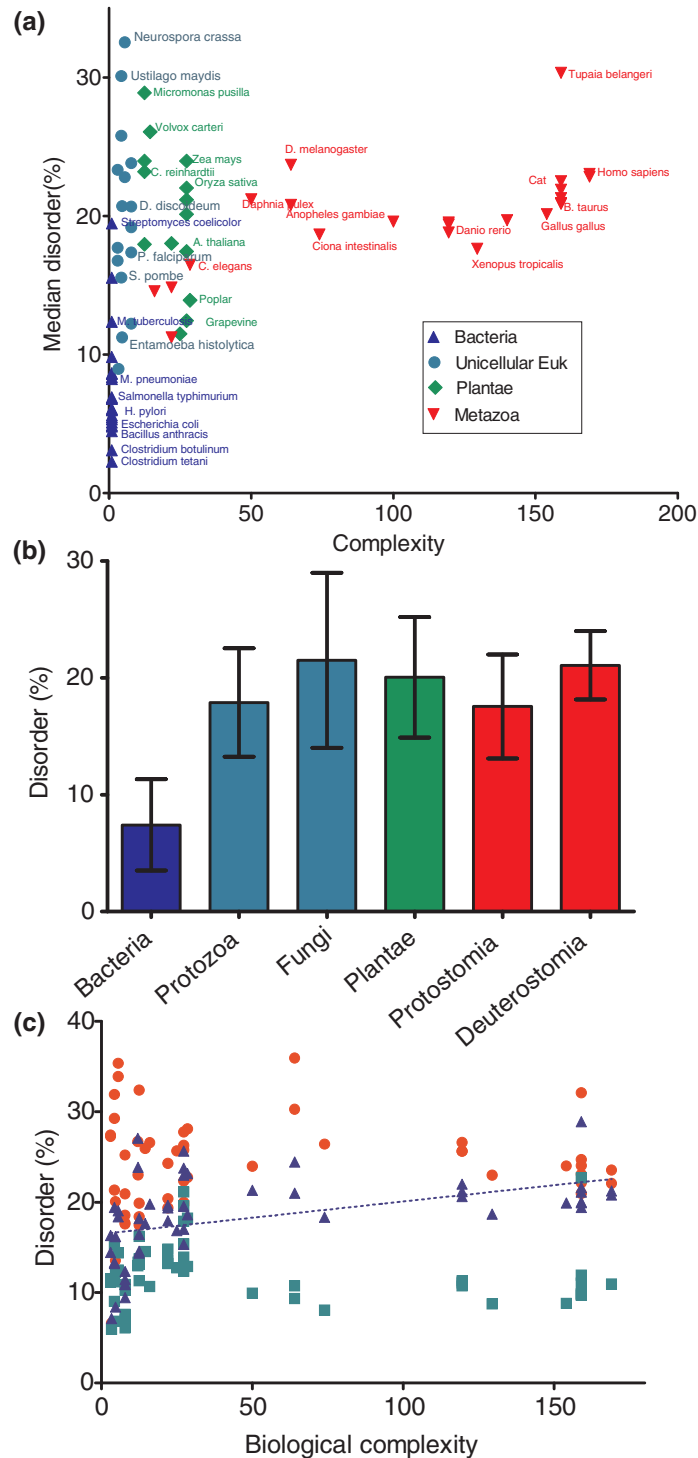 (a)
Median disorder(%)
30
20
10
0
Neurospora crassa
Ustilago maydis
Micromonas pusilla
Volvox carteri
Zea mays
C. reinhardtii
Oryza sativa
D. discoideum
Streptomyces coelicolor
A. thaliana
P. falciparum
C. elegans
S. pombe
Poplar
M. tuberculosis
Grapevine
Entamoeba histolytica
M. pneumoniae
Salmonella typhimurium
H. pylori
Escherichia coli
Bacillus anthracis
Clostridium botulinum
Clostridium tetani
D. melanogaster
Daphnia pulex
Anopheles gambiae
Ciona intestinalis
Danio rerio
Xenopus tropicalis
Tupaia belangeri
Homo sapiens
Cat
B. taurus
Gallus gallus
Bacteria
Unicellular Euk
Plantae
Metazoa
0 50 100 150 200
Complexity
(b)
Disorder (%)
30
20
10
0
Bacteria
Protozoa
Fungi
Plantae
Protostomia
Deuterostomia
(c)
Disorder (%)
40
30
20
10
0
0 50 100 150
Biological complexity